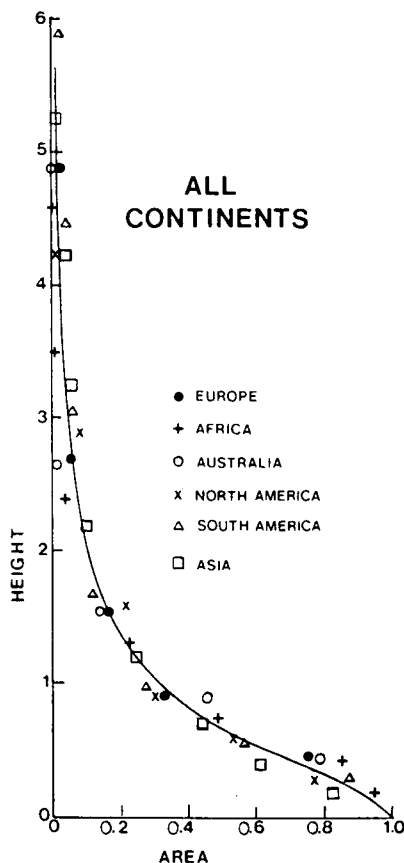 6
5
4
3
2
1
0
HEIGHT
ALL
CONTINENTS
EUROPE
AFRICA
AUSTRALIA
NORTH AMERICA
SOUTH AMERICA
ASIA
0 0.2 0.4 0.6 0.8 1.0
AREA